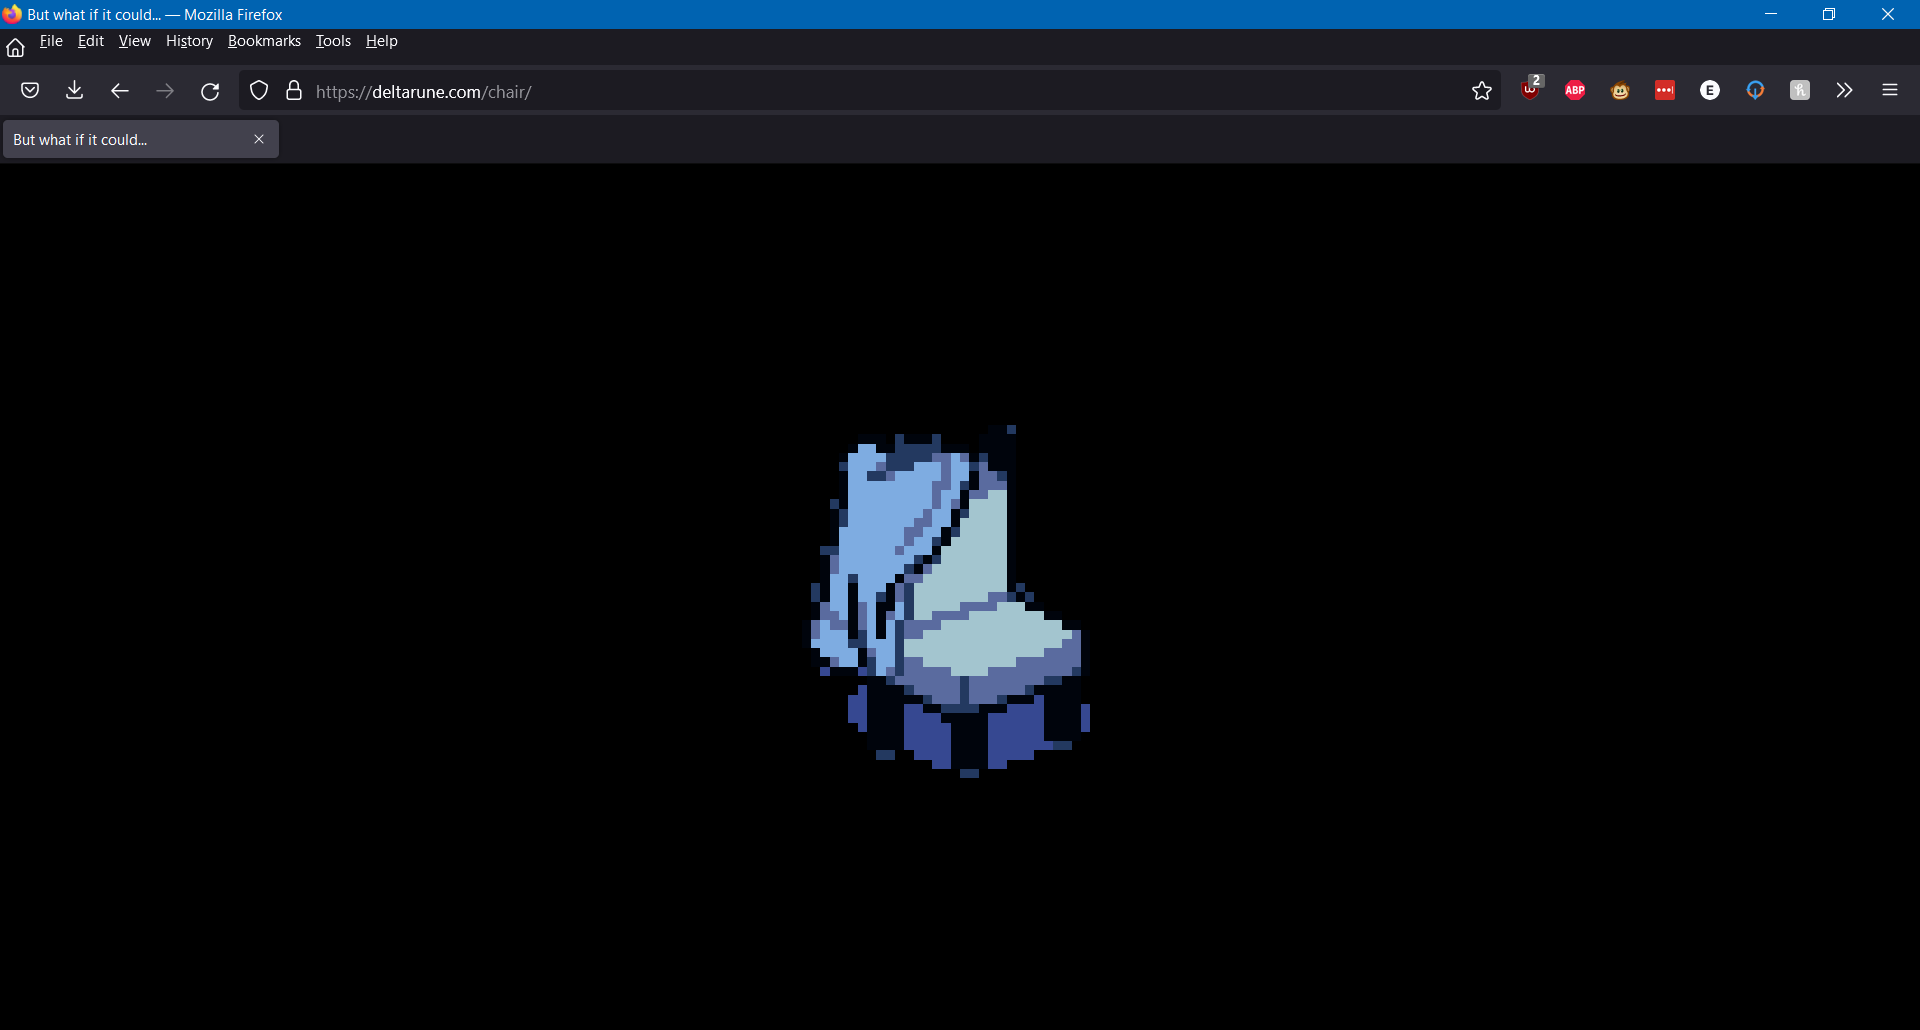 But what if it could... — Mozilla Firefox
File Edit View History Bookmarks Tools Help
https://deltarune.com/chair/
2
ABP
E
But what if it could...